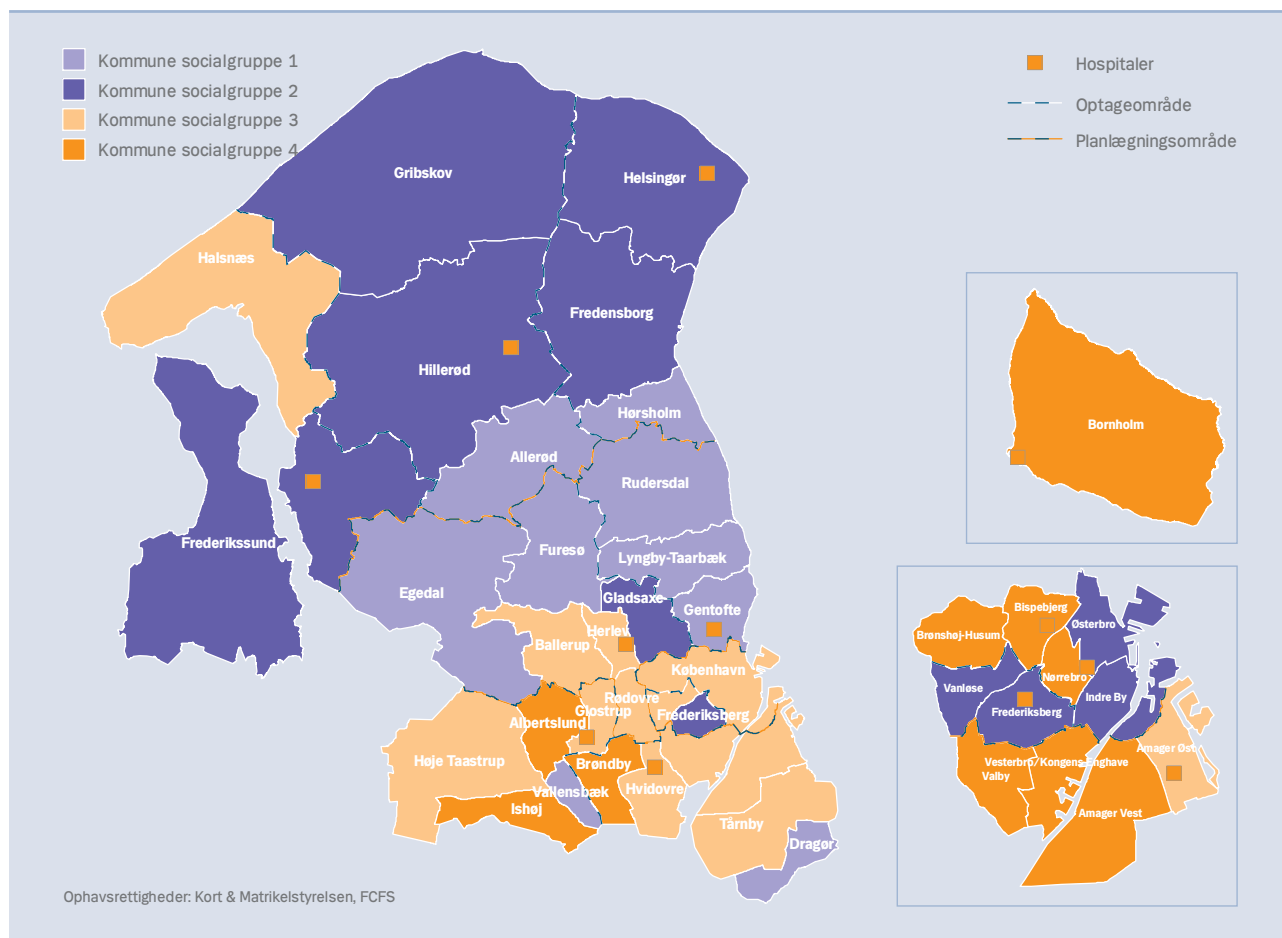 Kommune socialgruppe 1
Kommune socialgruppe 2
Kommune socialgruppe 3
Kommune socialgruppe 4
Hospitaler
Optageområde
Planlægningsområde
Gribskov
Helsingør
Halsnæs
Fredensborg
Hillerød
Hørsholm
Allerød
Rudersdal
Frederikssund
Furesø
Lyngby-Taarbæk
Egedal
Gladsaxe
Gentofte
Herlev
Ballerup
København
Rødovre
Glostrup
Frederiksberg
Albertslund
Høje Taastrup
Brøndby
Vallensbæk
Hvidovre
Ishøj
Tårnby
Dragør
Bornholm
Bispebjerg
Østerbro
Brønshøj-Husum
Nørrebro
Vanløse
Indre By
Frederiksberg
Amager Øst
Vesterbro/Kongens Enghave
Valby
Amager Vest
Ophavsrettigheder: Kort & Matrikelstyrelsen, FCFS